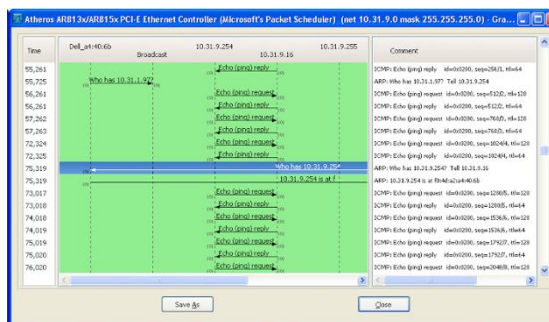 Atheros AR813x/AR815x PCI-E Ethernet Controller (Microsoft's Packet Scheduler) (net 10.31.9.0 mask 255.255.255.0) - Gra...
Time Dell_a4:40:6b Broadcast 10.31.9.254 10.31.9.16 10.31.9.255 Comment
55,261 Echo (ping) reply ICMP: Echo (ping) reply id=0x0200, seq=256/1, ttl=64
55,725 Who has 10.31.1.97? ARP: Who has 10.31.1.97? Tell 10.31.9.254
56,261 Echo (ping) request ICMP: Echo (ping) request id=0x0200, seq=512/2, ttl=128
56,261 Echo (ping) reply ICMP: Echo (ping) reply id=0x0200, seq=512/2, ttl=64
57,262 Echo (ping) request ICMP: Echo (ping) request id=0x0200, seq=768/3, ttl=128
57,263 Echo (ping) reply ICMP: Echo (ping) reply id=0x0200, seq=768/3, ttl=64
72,324 Echo (ping) request ICMP: Echo (ping) request id=0x0200, seq=1024/4, ttl=128
72,325 Echo (ping) reply ICMP: Echo (ping) reply id=0x0200, seq=1024/4, ttl=64
75,319 Who has 10.31.9.254 ARP: Who has 10.31.9.254? Tell 10.31.9.16
75,319 10.31.9.254 is at f ARP: 10.31.9.254 is at
73,017 Echo (ping) request ICMP: Echo (ping) request id=0x0200, seq=1280/5, ttl=128
73,018 Echo (ping) reply ICMP: Echo (ping) reply id=0x0200, seq=1280/5, ttl=64
74,018 Echo (ping) request ICMP: Echo (ping) request id=0x0200, seq=1536/6, ttl=128
74,019 Echo (ping) reply ICMP: Echo (ping) reply id=0x0200, seq=1536/6, ttl=64
75,019 Echo (ping) request ICMP: Echo (ping) request id=0x0200, seq=1792/7, ttl=128
75,020 Echo (ping) reply ICMP: Echo (ping) reply id=0x0200, seq=1792/7, ttl=64
76,020 Echo (ping) request ICMP: Echo (ping) request id=0x0200, seq=2048/8, ttl=128
Save As Close